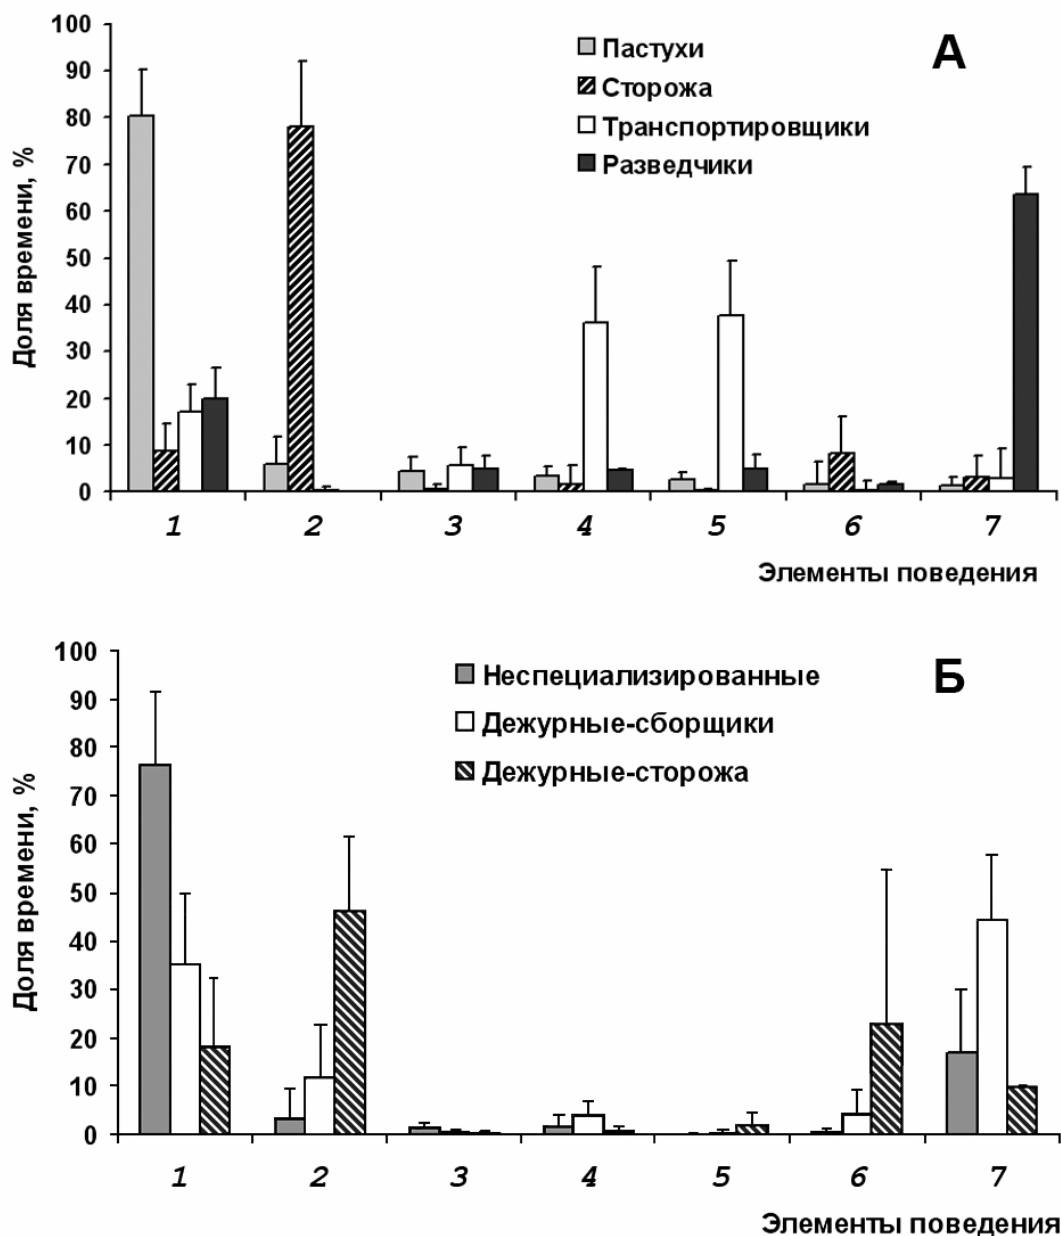 А
Пастухи
Сторожа
Транспортировщики
Разведчики
Доля времени, %
100
90
80
70
60
50
40
30
20
10
0
1 2 3 4 5 6 7
Элементы поведения
Б
Неспециализированные
Дежурные-сборщики
Дежурные-сторожа
Доля времени, %
100
90
80
70
60
50
40
30
20
10
0
1 2 3 4 5 6 7
Элементы поведения